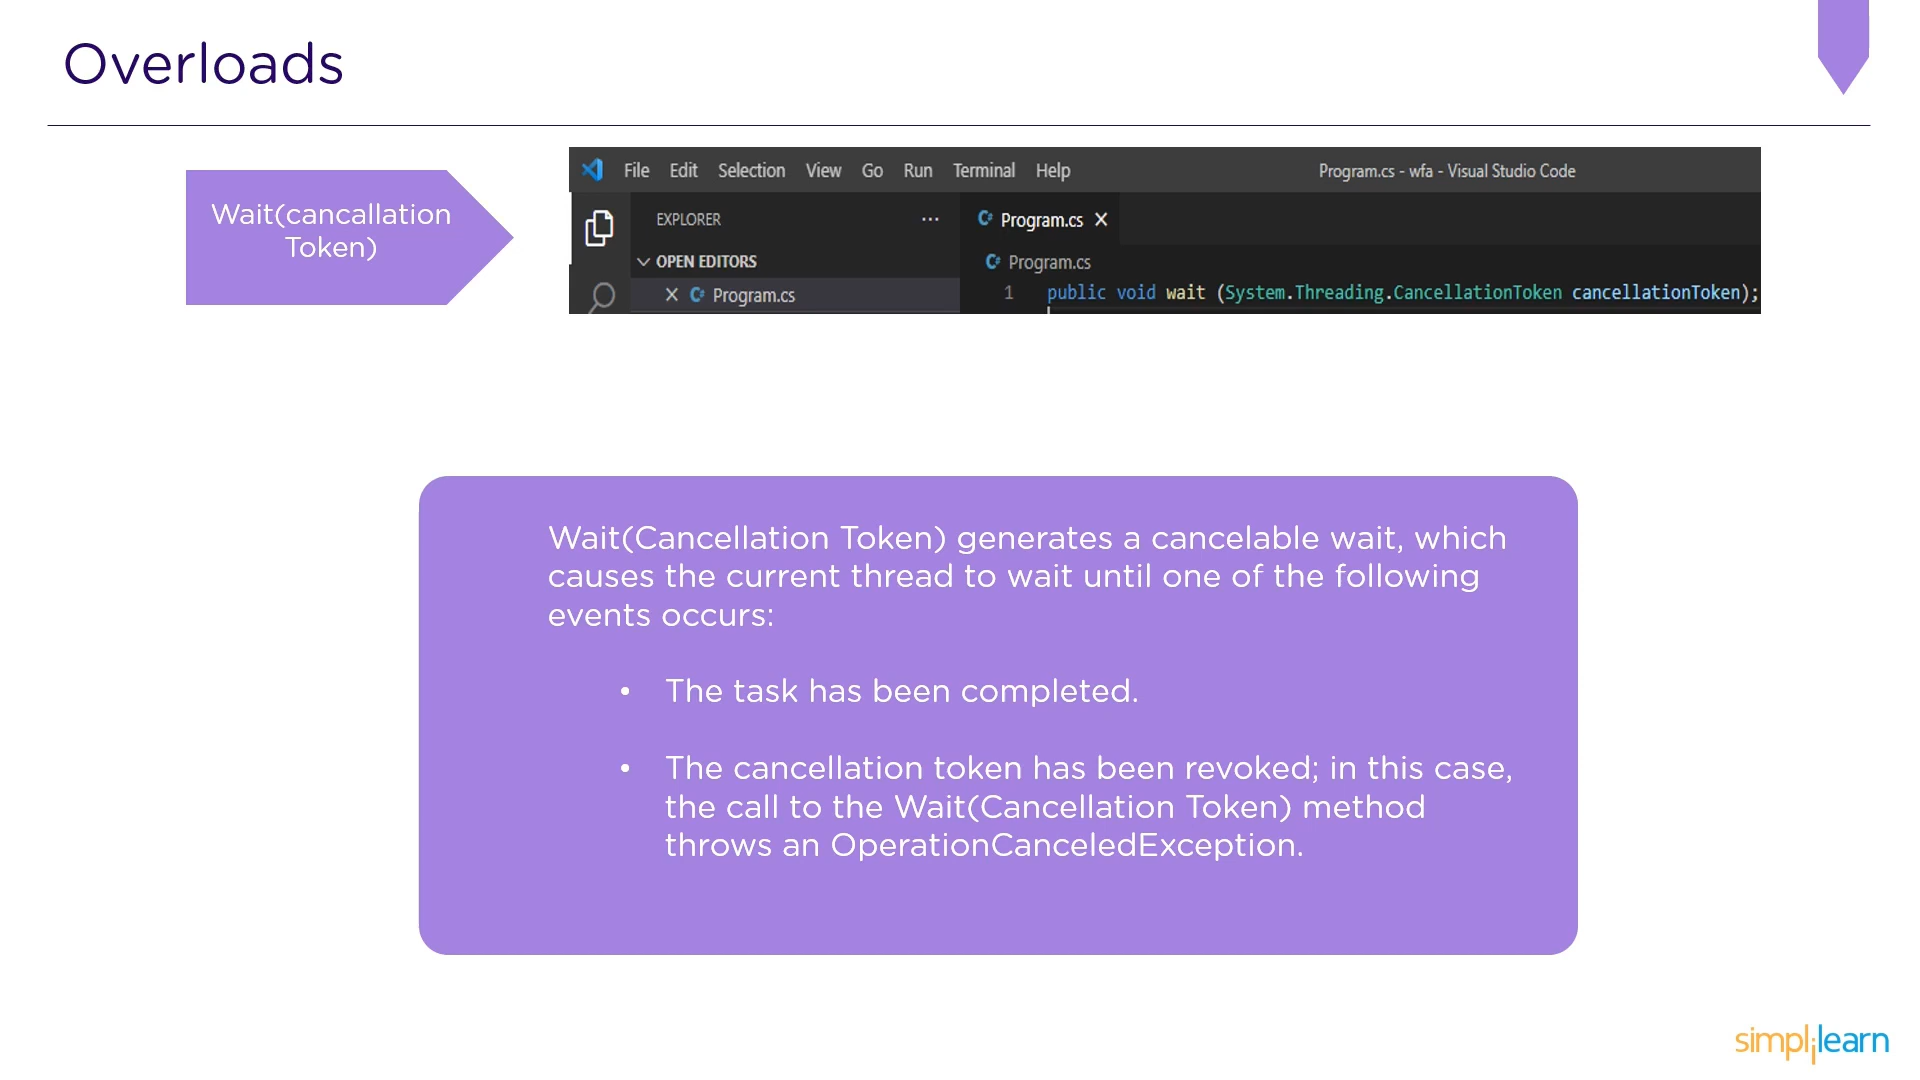 Overloads
Wait(cancallation
Token)
File Edit Selection View Go Run Terminal Help
Program.cs - wfa - Visual Studio Code
EXPLORER ...
Program.cs ×
OPEN EDITORS
Program.cs
× Program.cs
1 public void wait (System.Threading.CancellationToken cancellationToken);
Wait(Cancellation Token) generates a cancelable wait, which
causes the current thread to wait until one of the following
events occurs:
• The task has been completed.
• The cancellation token has been revoked; in this case,
the call to the Wait(Cancellation Token) method
throws an OperationCanceledException.
simplilearn